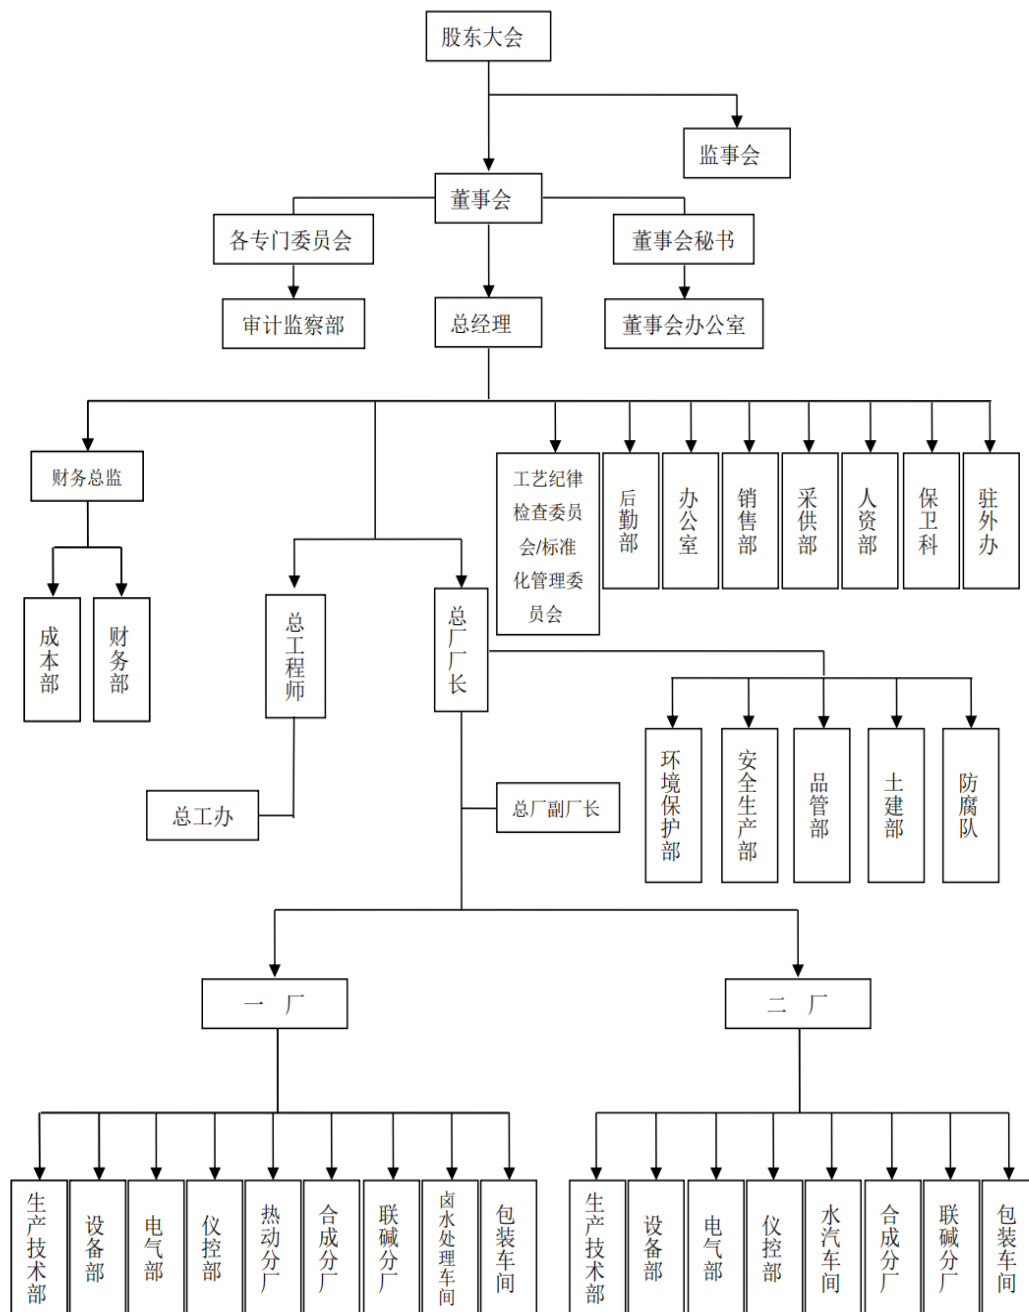 股东大会
监事会
董事会
各专门委员会
董事会秘书
审计监察部
总经理
董事会办公室
财务总监
工艺纪律
检查委员
会/标准
化管理委
员会
后勤部
办公室
销售部
采供部
人资部
保卫科
驻外办
成本部
财务部
总工程师
总厂厂长
环境保护部
安全生产部
品管部
土建部
防腐队
总工办
总厂副厂长
一 厂
二 厂
生产技术部
设备部
电气部
仪控部
热动分厂
合成分厂
联碱分厂
卤水处理车间
包装车间
生产技术部
设备部
电气部
仪控部
水汽车间
合成分厂
联碱分厂
包装车间